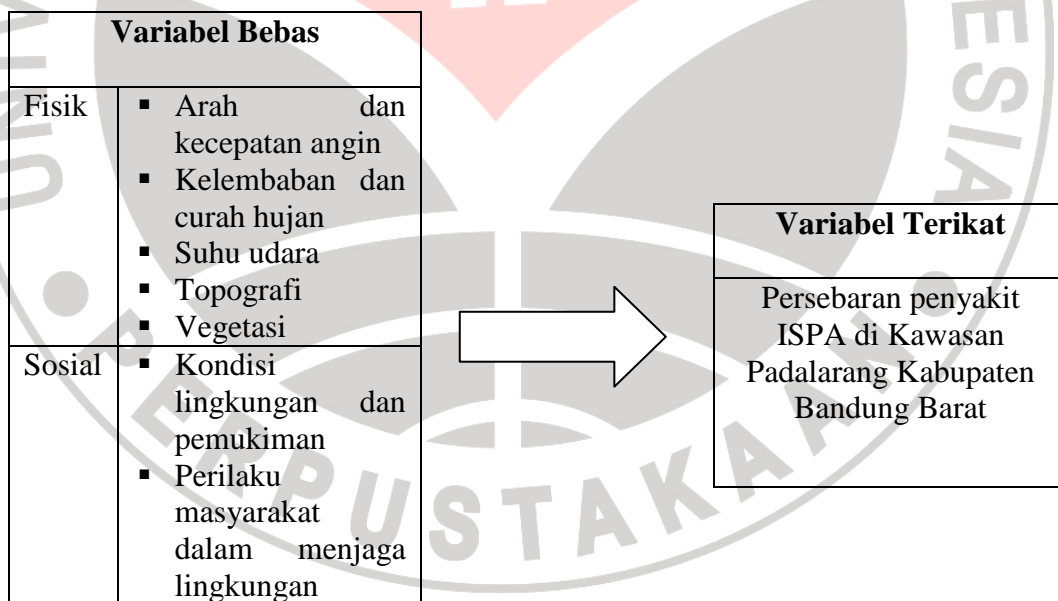 Variabel Bebas
Fisik
▪ Arah dan
kecepatan angin
▪ Kelembaban dan
curah hujan
▪ Suhu udara
▪ Topografi
▪ Vegetasi
Sosial
▪ Kondisi
lingkungan dan
pemukiman
▪ Perilaku
masyarakat
dalam menjaga
lingkungan
Variabel Terikat
Persebaran penyakit
ISPA di Kawasan
Padalarang Kabupaten
Bandung Barat
PERPUSTAKAAN